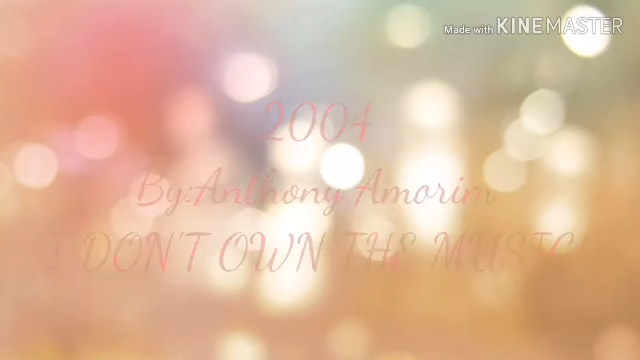 Made with KINEMASTER
2004
By:Anthony Amorim
I DON'T OWN THE MUSIC